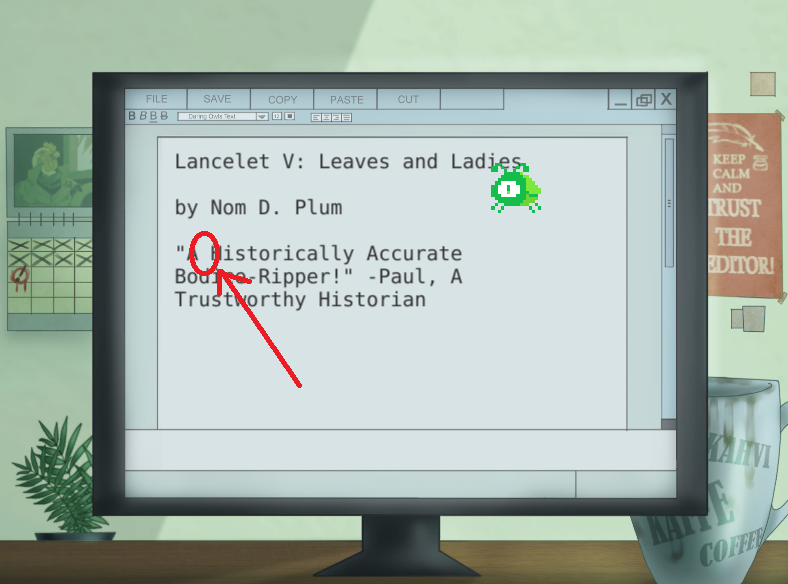 FILE SAVE COPY PASTE CUT
X
B B B B Daring Owls Text 12
Lancelet V: Leaves and Ladies
by Nom D. Plum
"A Historically Accurate
Bodice-Ripper!" -Paul, A
Trustworthy Historian
KEEP
CALM
AND
TRUST
THE
EDITOR!
KAHVI
KAFFE
COFFEE